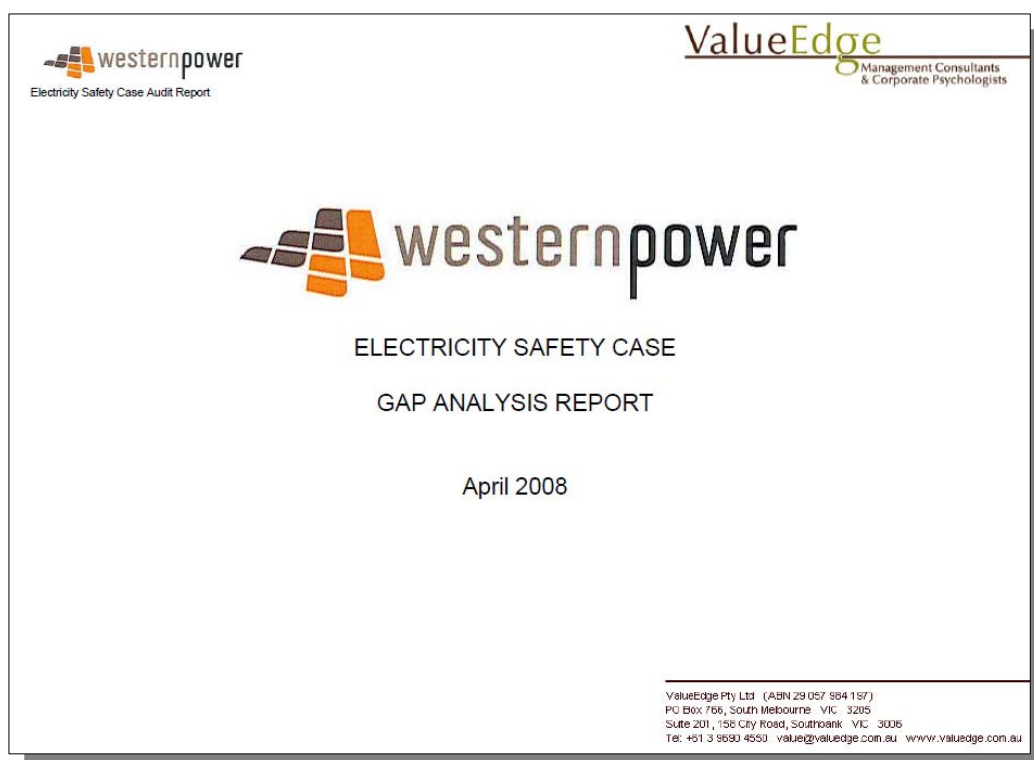 westernpower
Electricity Safety Case Audit Report
ValueEdge
Management Consultants
& Corporate Psychologists
westernpower
ELECTRICITY SAFETY CASE
GAP ANALYSIS REPORT
April 2008
ValueEdge Pty Ltd (ABN 29 057 984 197)
PO Box 766, South Melbourne VIC 3205
Suite 201, 158 City Road, Southbank VIC 3006
Tel: +61 3 9690 4550 value@valuedge.com.au www.valuedge.com.au